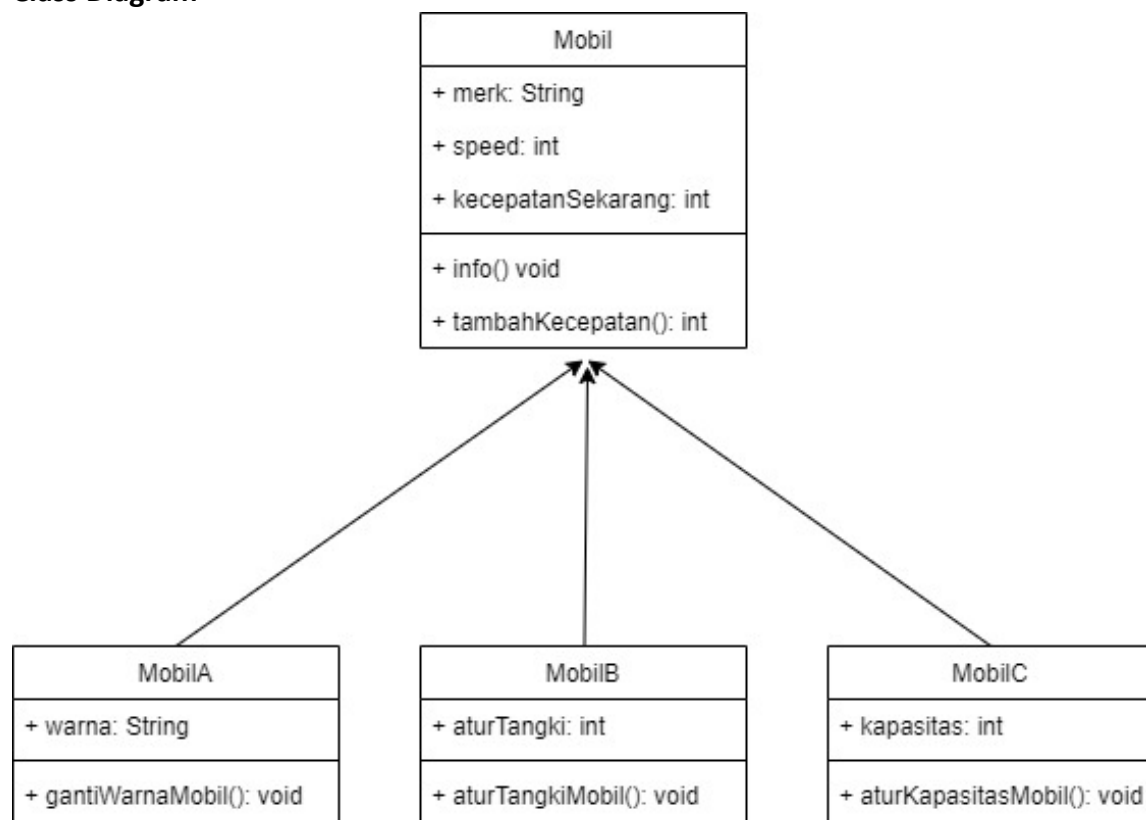 Class Diagram
Mobil
+ merk: String
+ speed: int
+ kecepatanSekarang: int
+ info() void
+ tambahKecepatan(): int
MobilA
+ warna: String
+ gantiWarnaMobil(): void
MobilB
+ aturTangki: int
+ aturTangkiMobil(): void
MobilC
+ kapasitas: int
+ aturKapasitasMobil(): void